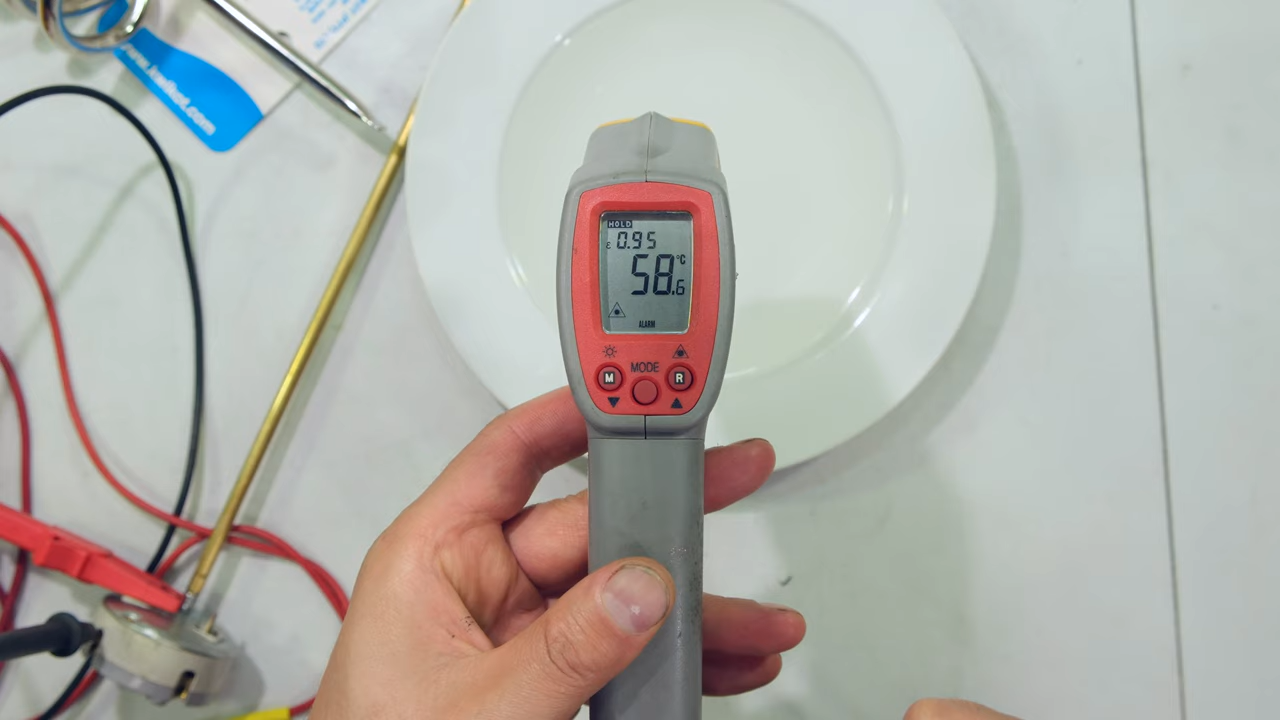 HOLD
ε 0.95
58.6 °C
ALARM
MODE
M
R